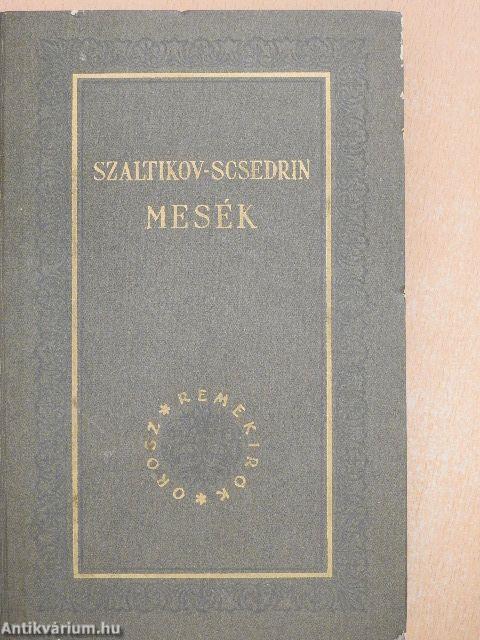 SZALTIKOV-SCSEDRIN
MESÉK
OROSZ * REMEKIRÓK *
Antikvárium.hu